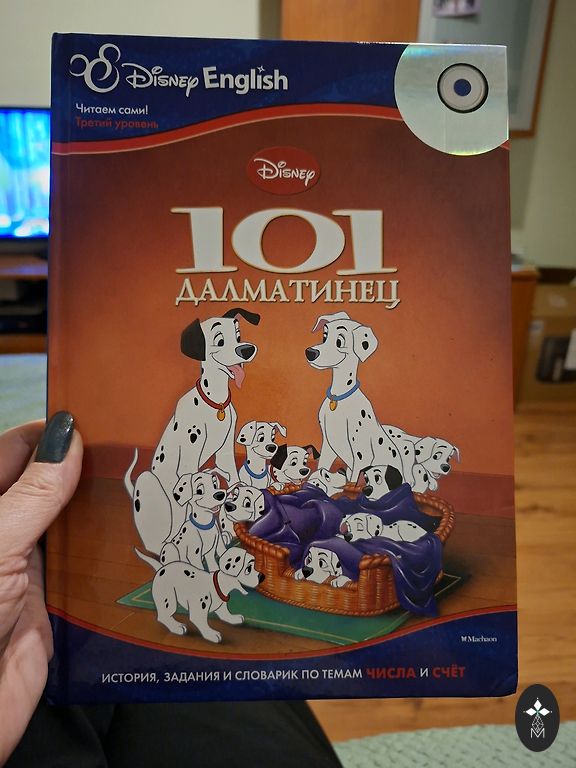 Disney English
Читаем сами!
Третий уровень
Disney
101
ДАЛМАТИНЕЦ
Machaon
ИСТОРИЯ, ЗАДАНИЯ И СЛОВАРИК ПО ТЕМАМ ЧИСЛА И СЧЁТ
M